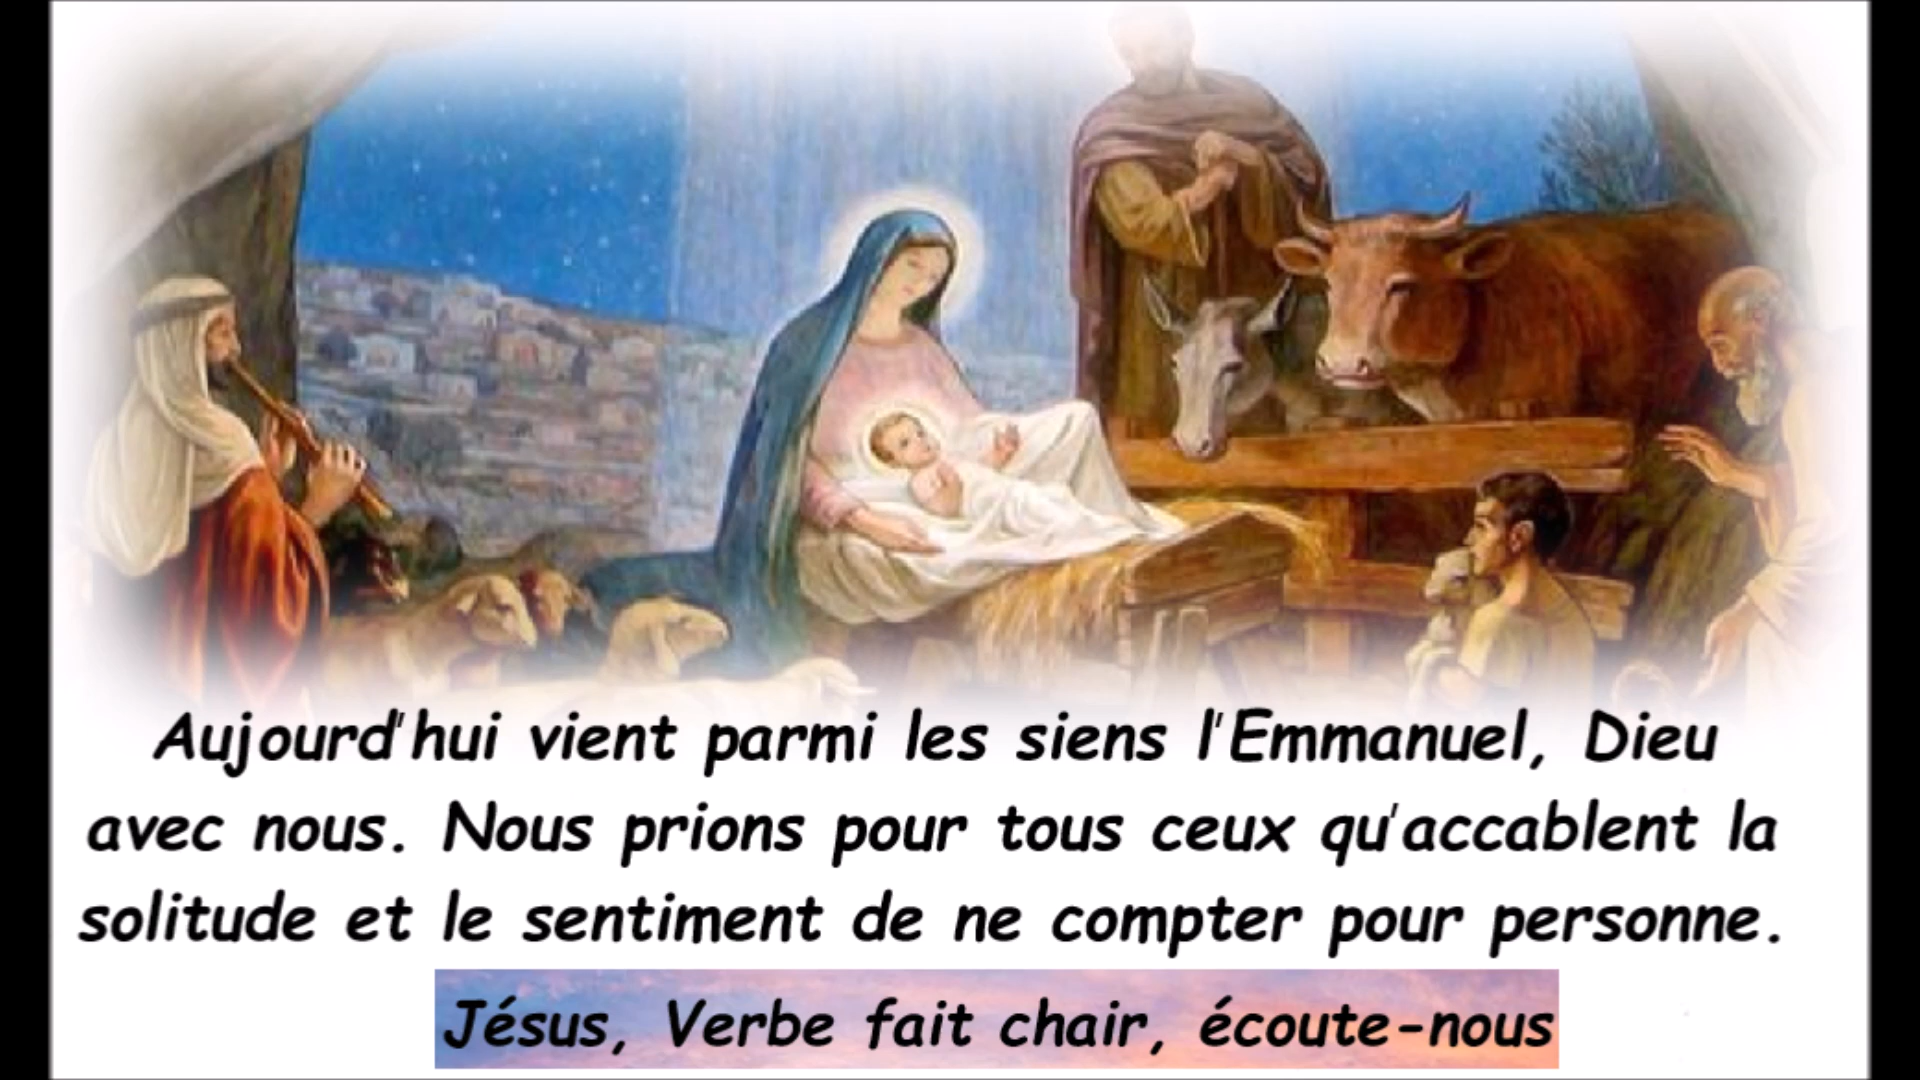 Aujourd'hui vient parmi les siens l'Emmanuel, Dieu
avec nous. Nous prions pour tous ceux qu'accablent la
solitude et le sentiment de ne compter pour personne.
Jésus, Verbe fait chair, écoute-nous